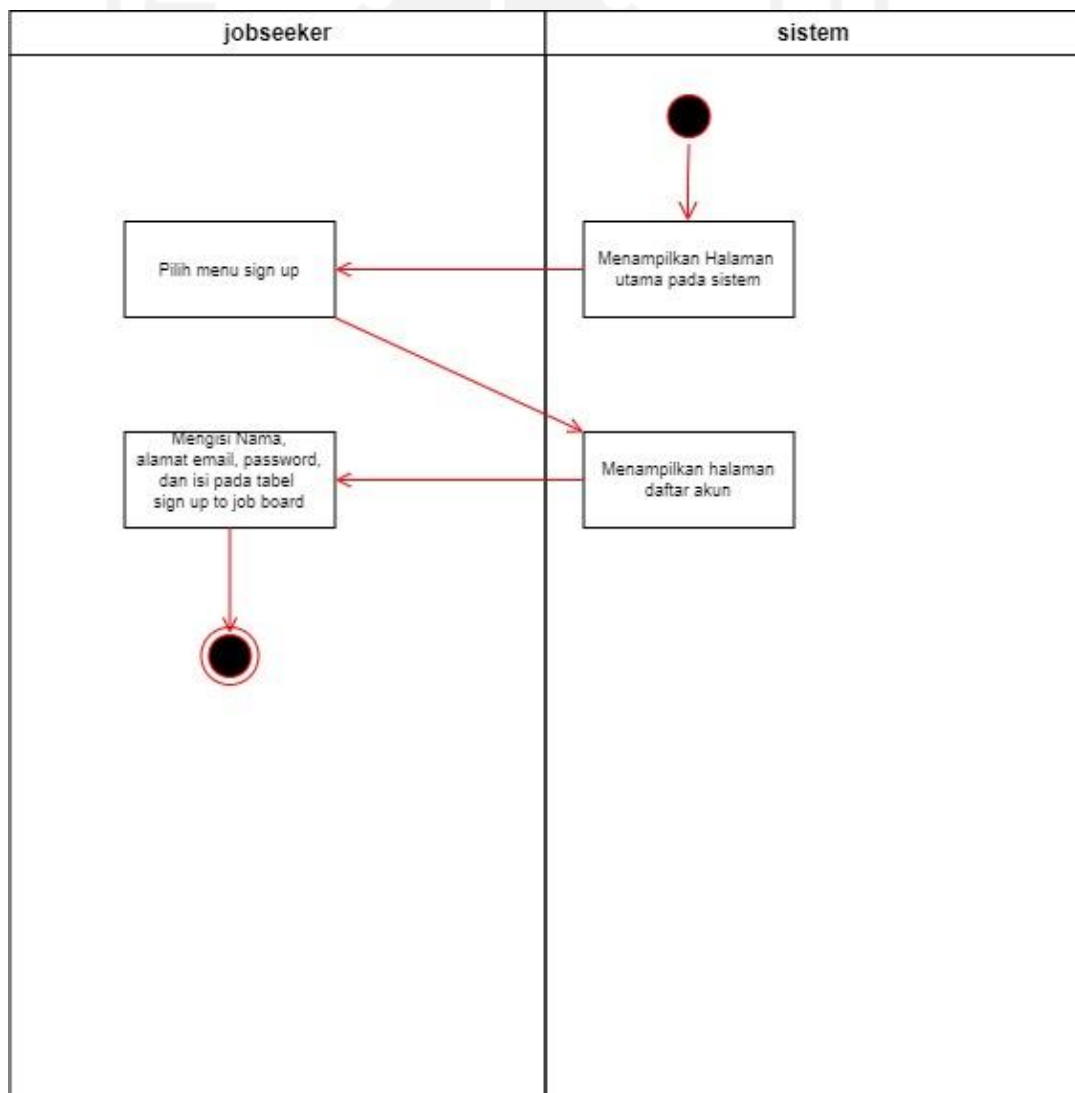 jobseeker
sistem
Pilih menu sign up
Menampilkan Halaman
utama pada sistem
Mengisi Nama,
alamat email, password,
dan isi pada tabel
sign up to job board
Menampilkan halaman
daftar akun